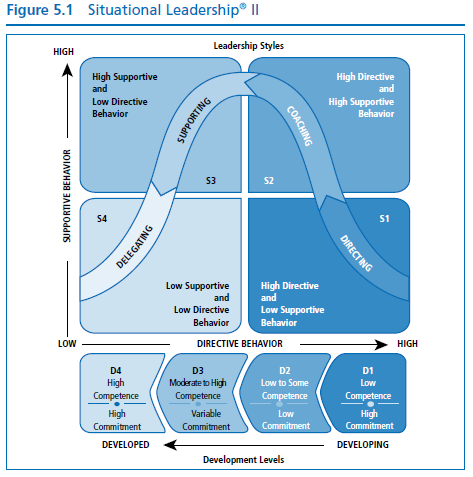 Figure 5.1 Situational Leadership® II
Leadership Styles
HIGH
SUPPORTIVE BEHAVIOR
LOW
High Supportive
and
Low Directive
Behavior
SUPPORTING
S3
High Directive
and
High Supportive
Behavior
COACHING
S2
S4
DELEGATING
Low Supportive
and
Low Directive
Behavior
S1
DIRECTING
High Directive
and
Low Supportive
Behavior
DIRECTIVE BEHAVIOR
HIGH
D4
High
Competence
High
Commitment
D3
Moderate to High
Competence
Variable
Commitment
D2
Low to Some
Competence
Low
Commitment
D1
Low
Competence
High
Commitment
DEVELOPED
DEVELOPING
Development Levels